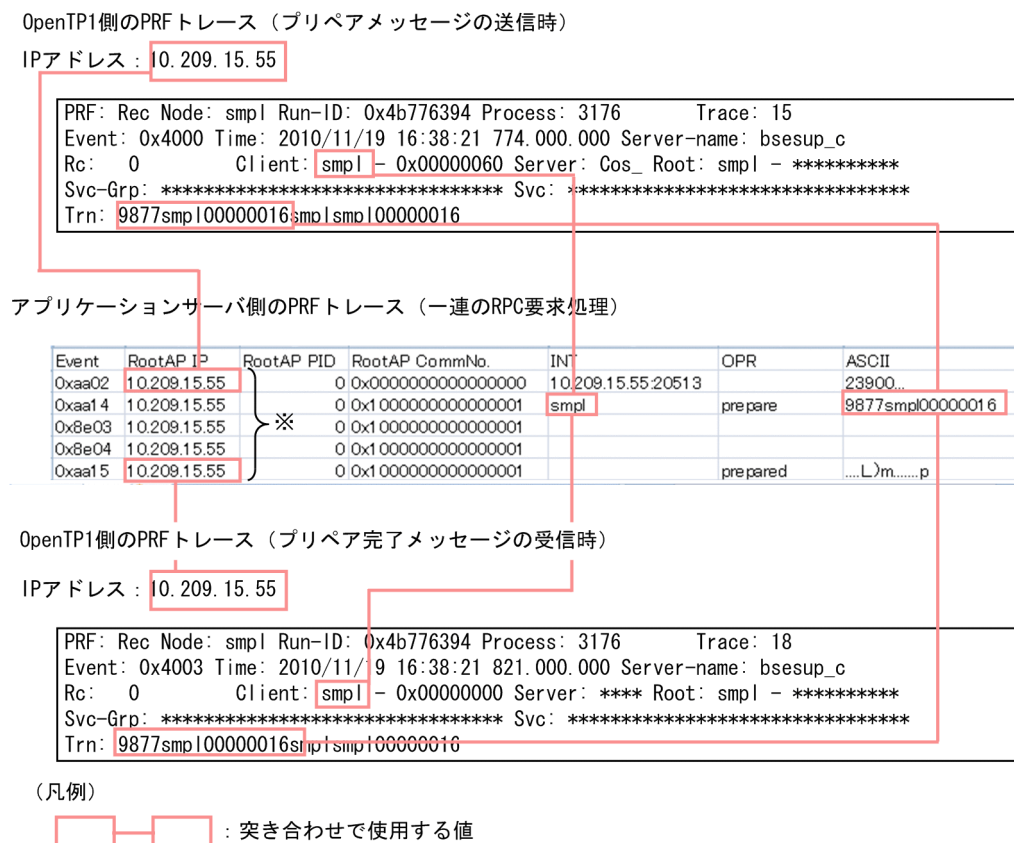 OpenTP1側のPRFトレース（プリペアメッセージの送信時）
IPアドレス：10.209.15.55
PRF: Rec Node: smpl Run-ID: 0x4b776394 Process: 3176 Trace: 15
Event: 0x4000 Time: 2010/11/19 16:38:21 774.000.000 Server-name: bsesup_c
Rc: 0 Client: smpl - 0x00000060 Server: Cos_ Root: smpl - **********
Svc-Grp: ******************************** Svc: ********************************
Trn: 9877smpl00000016smplsmpl00000016
アプリケーションサーバ側のPRFトレース（一連のRPC要求処理）
Event RootAP IP RootAP PID RootAP CommNo. INT OPR ASCII
0xaa02 10.209.15.55 0 0x0000000000000000 10.209.15.55:20513 23900...
0xaa14 10.209.15.55 0 0x1000000000000001 smpl prepare 9877smpl00000016
0x8e03 10.209.15.55 ※ 0 0x1000000000000001
0x8e04 10.209.15.55 0 0x1000000000000001
0xaa15 10.209.15.55 0 0x1000000000000001 prepared ....L)m.......p
OpenTP1側のPRFトレース（プリペア完了メッセージの受信時）
IPアドレス：10.209.15.55
PRF: Rec Node: smpl Run-ID: 0x4b776394 Process: 3176 Trace: 18
Event: 0x4003 Time: 2010/11/19 16:38:21 821.000.000 Server-name: bsesup_c
Rc: 0 Client: smpl - 0x00000000 Server: **** Root: smpl - **********
Svc-Grp: ******************************** Svc: ********************************
Trn: 9877smpl00000016smplsmpl00000016
（凡例）
：突き合わせで使用する値